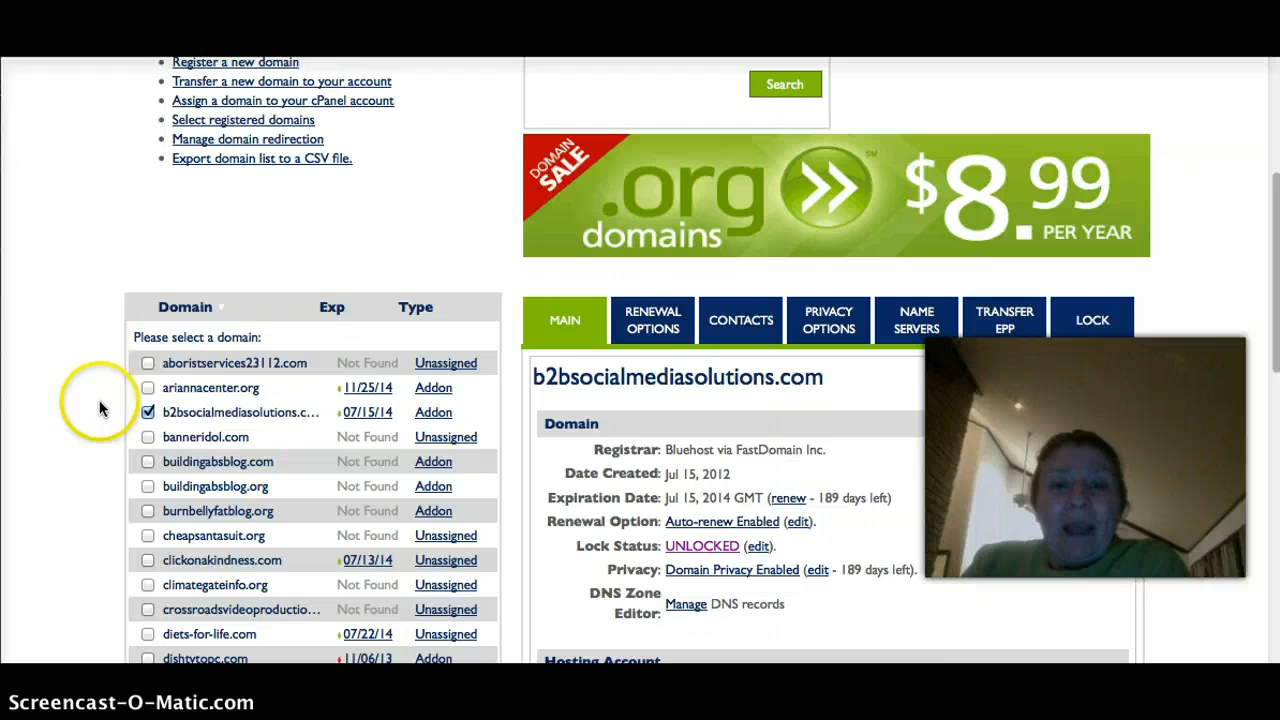 Register a new domain
Transfer a new domain to your account
Assign a domain to your cPanel account
Select registered domains
Manage domain redirection
Export domain list to a CSV file.
Search
DOMAIN
SALE
.org
domains
SM
$8.99
PER YEAR
Domain Exp Type
Please select a domain:
aboristservices23112.com Not Found Unassigned
ariannacenter.org 11/25/14 Addon
b2bsocialmediasolutions.c... 07/15/14 Addon
banneridol.com Not Found Unassigned
buildingabsblog.com Not Found Addon
buildingabsblog.org Not Found Addon
burnbellyfatblog.org Not Found Addon
cheapsantasuit.org Not Found Unassigned
clickonakindness.com 07/13/14 Unassigned
climategateinfo.org Not Found Unassigned
crossroadsvideoproductio... Not Found Unassigned
diets-for-life.com 07/22/14 Unassigned
dishtvtopc.com 11/06/13 Addon
MAIN
RENEWAL
OPTIONS
CONTACTS
PRIVACY
OPTIONS
NAME
SERVERS
TRANSFER
EPP
LOCK
b2bsocialmediasolutions.com
Domain
Registrar: Bluehost via FastDomain Inc.
Date Created: Jul 15, 2012
Expiration Date: Jul 15, 2014 GMT (renew - 189 days left)
Renewal Option: Auto-renew Enabled (edit).
Lock Status: UNLOCKED (edit).
Privacy: Domain Privacy Enabled (edit - 189 days left).
DNS Zone
Editor: Manage DNS records
Hosting Account
Screencast-O-Matic.com